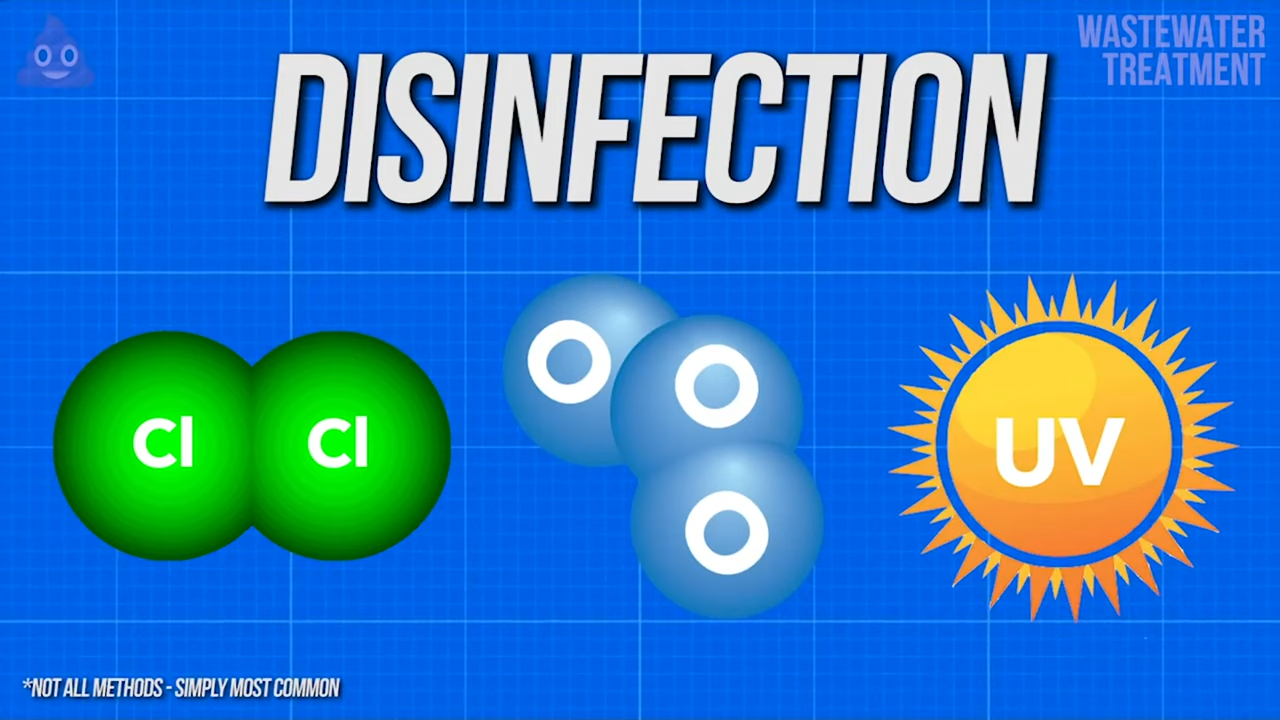 WASTEWATER
TREATMENT
DISINFECTION
Cl Cl
O
O
O
UV
*NOT ALL METHODS - SIMPLY MOST COMMON